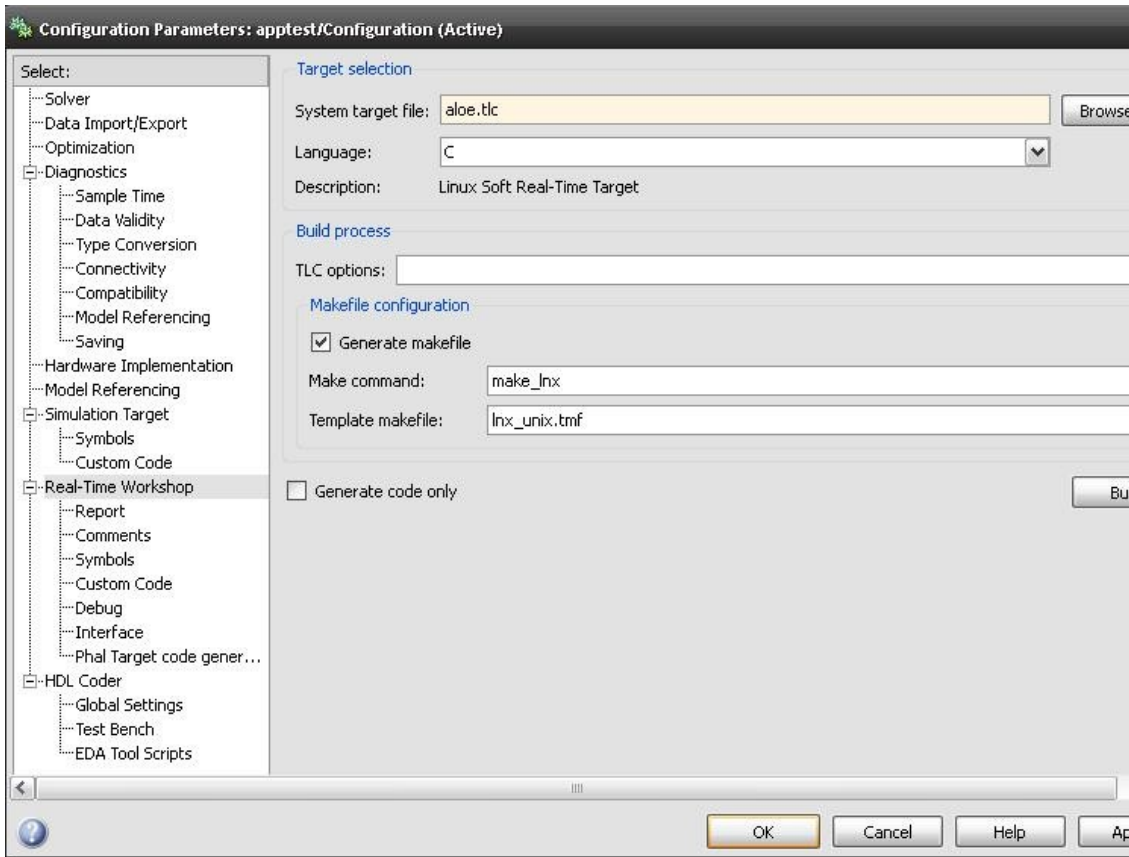 Configuration Parameters: apptest/Configuration (Active)
Select:
Solver
Data Import/Export
Optimization
Diagnostics
Sample Time
Data Validity
Type Conversion
Connectivity
Compatibility
Model Referencing
Saving
Hardware Implementation
Model Referencing
Simulation Target
Symbols
Custom Code
Real-Time Workshop
Report
Comments
Symbols
Custom Code
Debug
Interface
Phal Target code gener...
HDL Coder
Global Settings
Test Bench
EDA Tool Scripts
Target selection
System target file: aloe.tlc Browse
Language: C
Description: Linux Soft Real-Time Target
Build process
TLC options:
Makefile configuration
Generate makefile
Make command: make_lnx
Template makefile: lnx_unix.tmf
Generate code only Bu
OK Cancel Help Ap